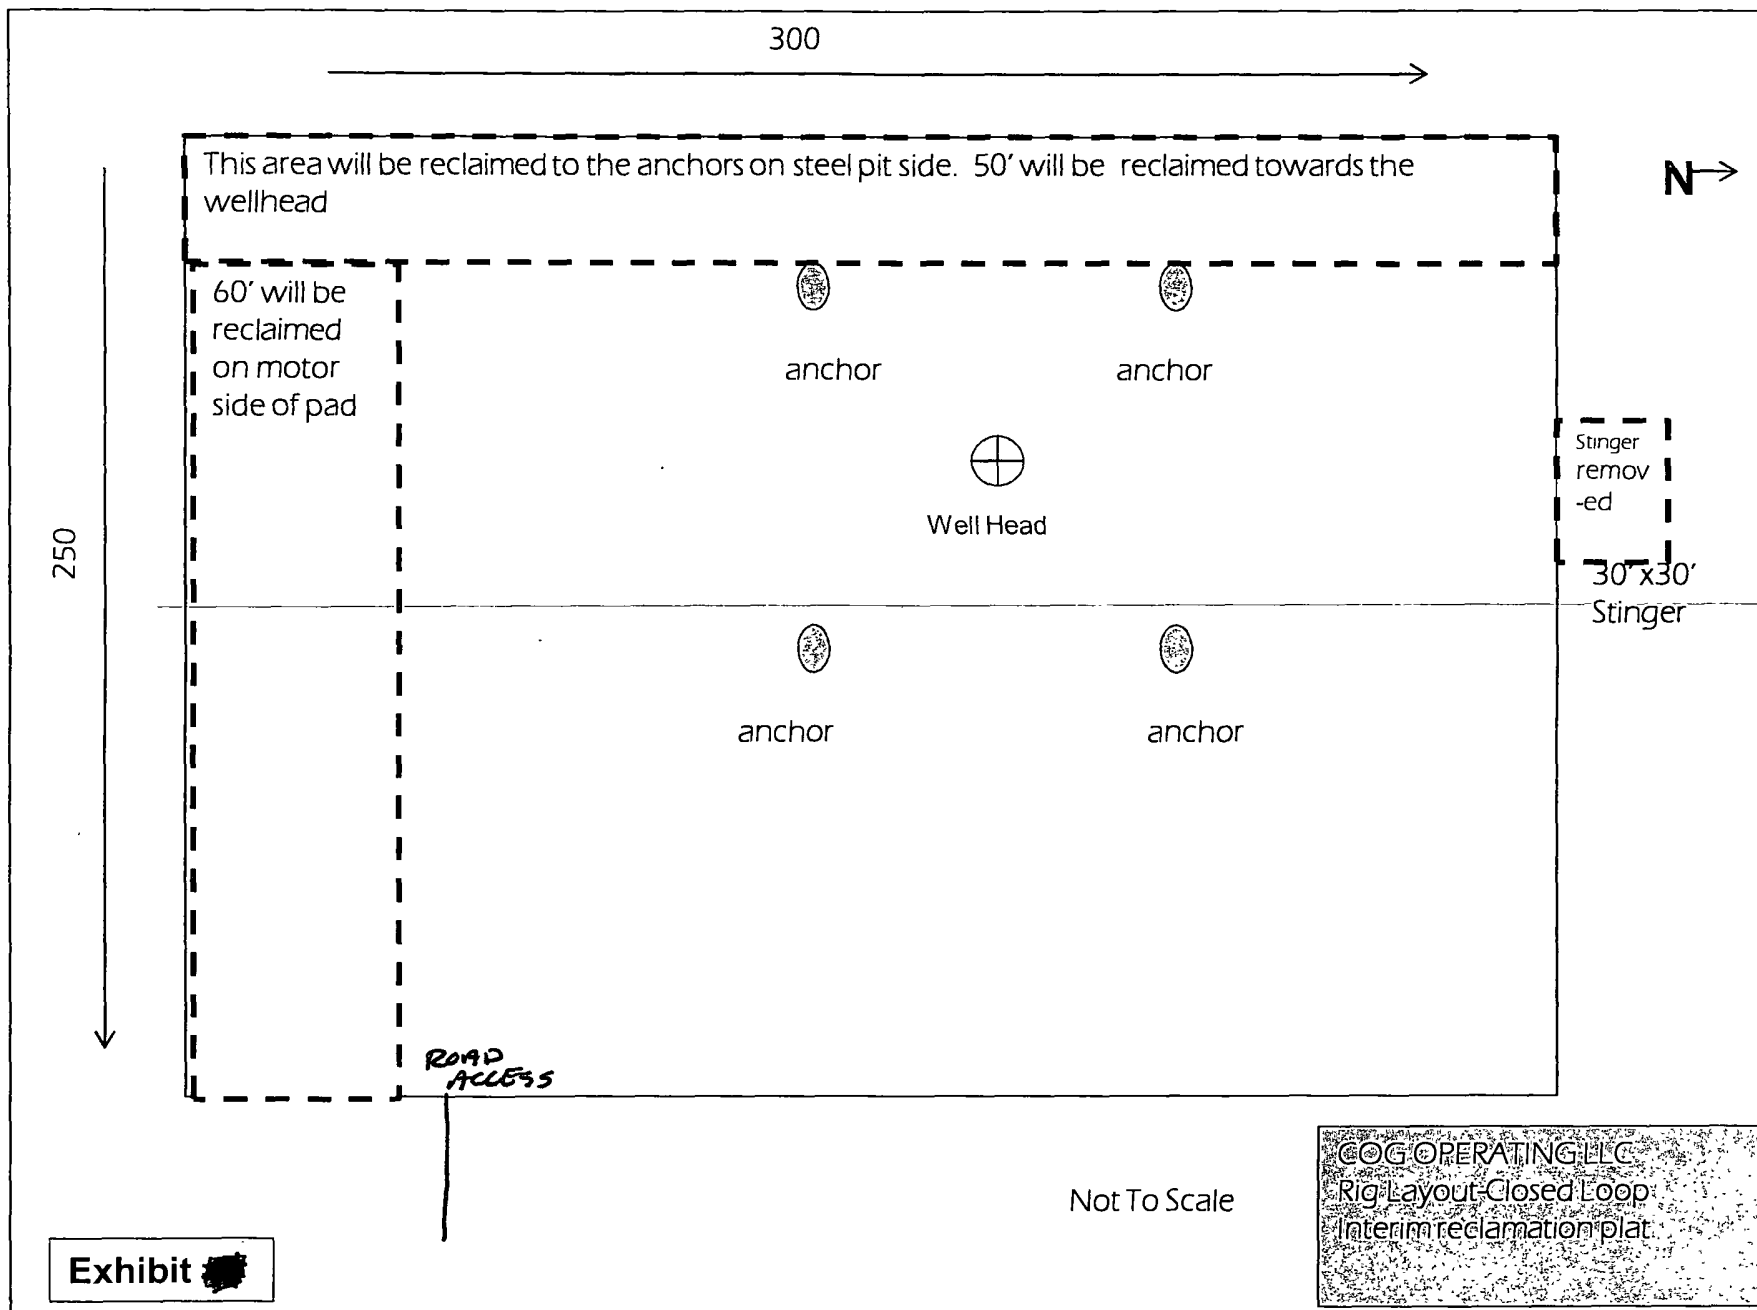 300
This area will be reclaimed to the anchors on steel pit side. 50' will be reclaimed towards the
wellhead
N
60' will be
reclaimed
on motor
side of pad
anchor
anchor
Stinger
remov
-ed
Well Head
250
30' x30'
Stinger
anchor
anchor
ROAD
ACCESS
Not To Scale
COG OPERATING LLC
Rig Layout-Closed Loop
Interim reclamation plat
Exhibit